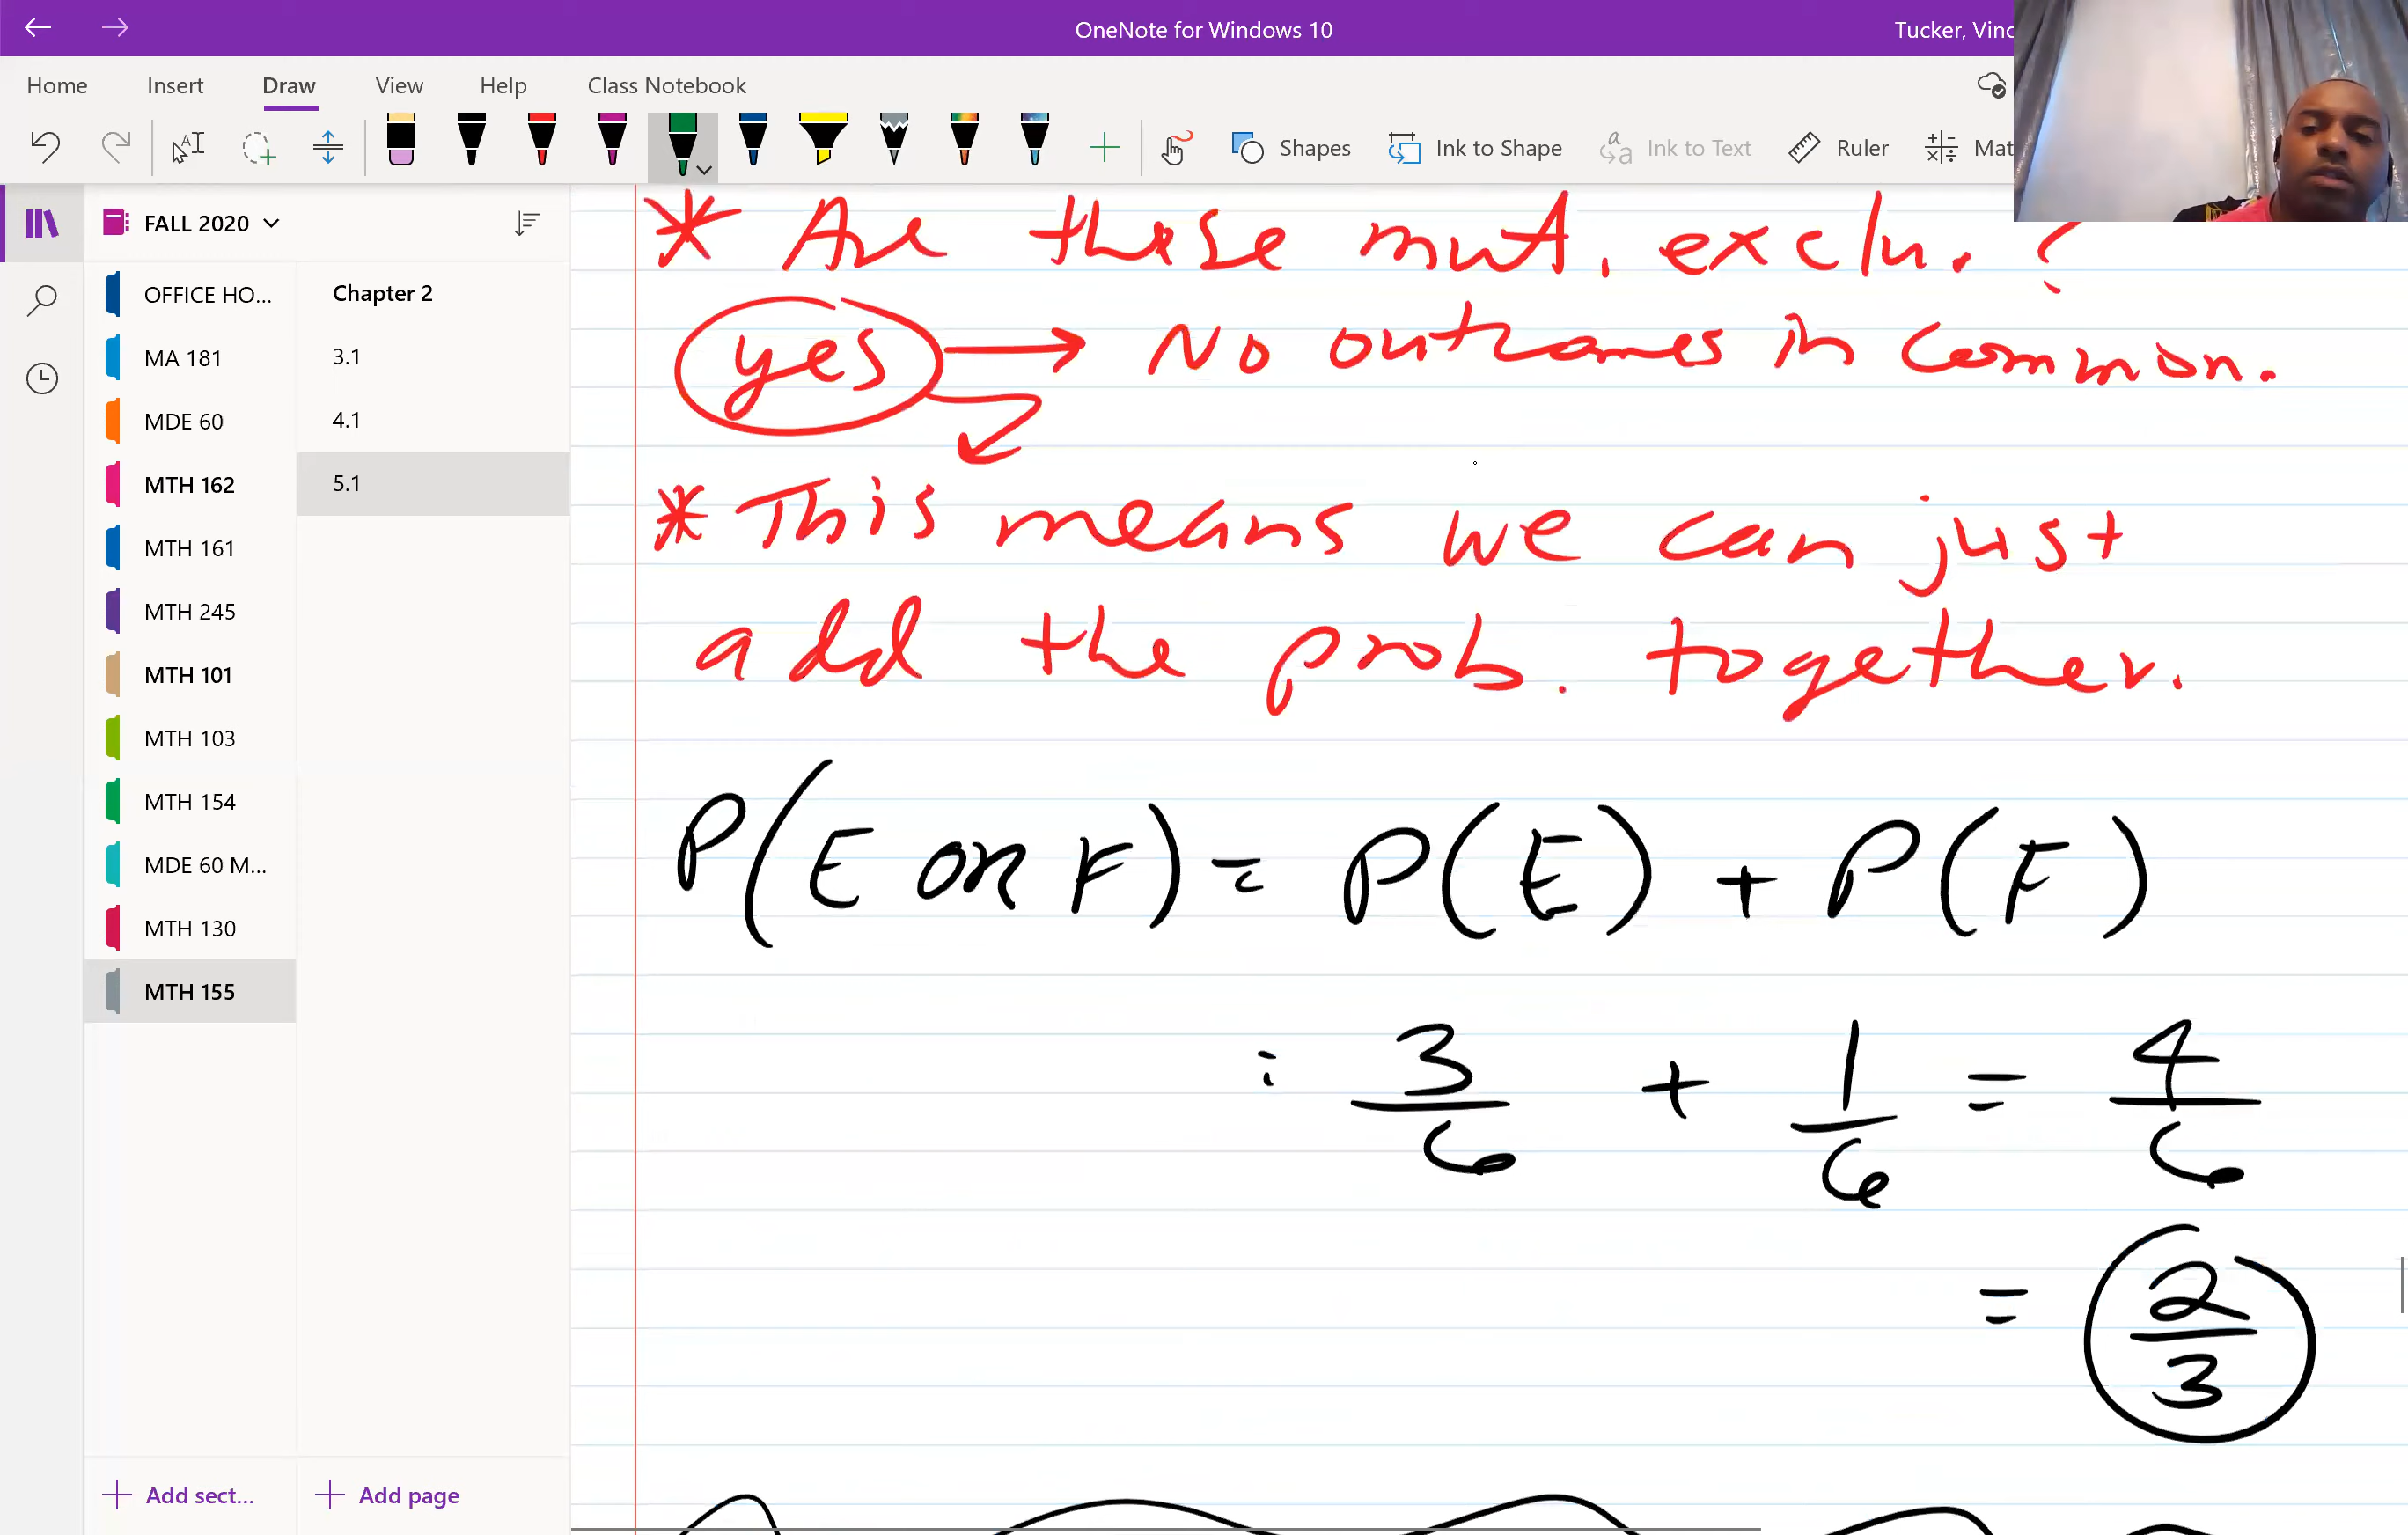 OneNote for Windows 10
Tucker, Vinc
Home Insert Draw View Help Class Notebook
Shapes Ink to Shape Ink to Text Ruler Mat
FALL 2020
OFFICE HO...
MA 181
MDE 60
MTH 162
MTH 161
MTH 245
MTH 101
MTH 103
MTH 154
MDE 60 M...
MTH 130
MTH 155
Add sect...
Chapter 2
3.1
4.1
5.1
Add page
* Are these mut. exclu. ?
yes → No outcomes in common.
* This means we can just
add the prob. together.
P(E OR F) = P(E) + P(F)
= 3/6 + 1/6 = 4/6
= 2/3